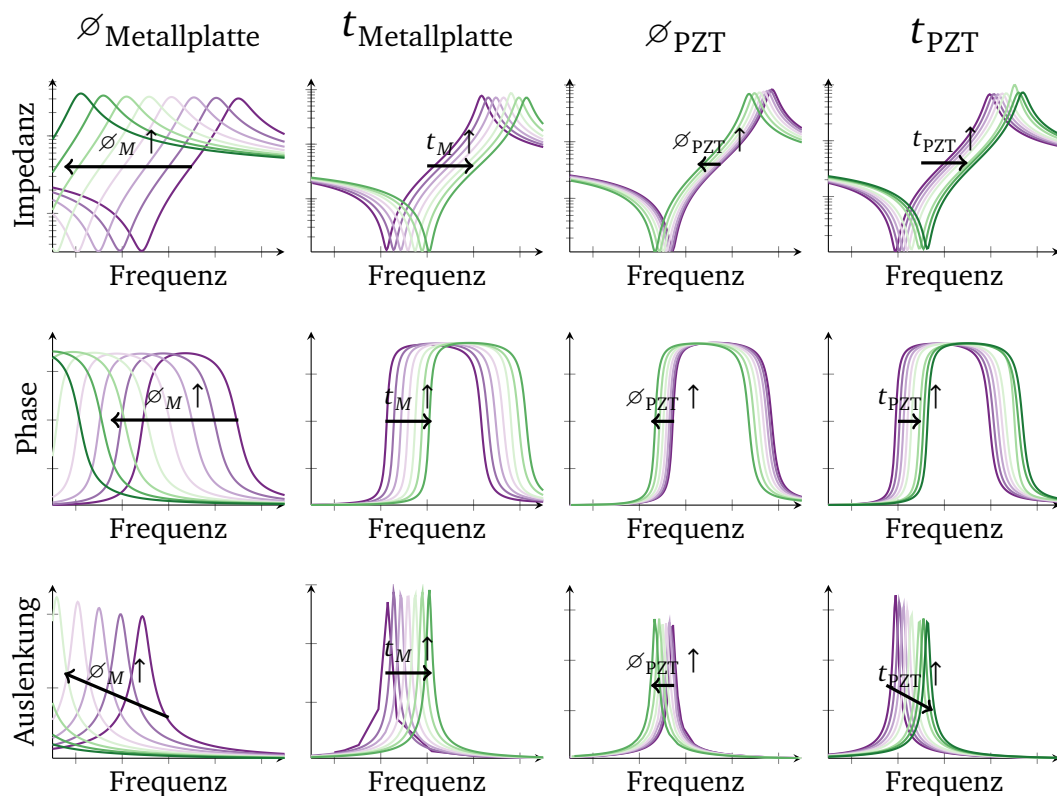 ∅Metallplatte
tMetallplatte
∅PZT
tPZT
Impedanz
∅M ↑
tM ↑
∅PZT ↑
tPZT ↑
Frequenz
Frequenz
Frequenz
Frequenz
Phase
∅M ↑
tM ↑
∅PZT ↑
tPZT ↑
Frequenz
Frequenz
Frequenz
Frequenz
Auslenkung
∅M ↑
tM ↑
∅PZT ↑
tPZT ↑
Frequenz
Frequenz
Frequenz
Frequenz